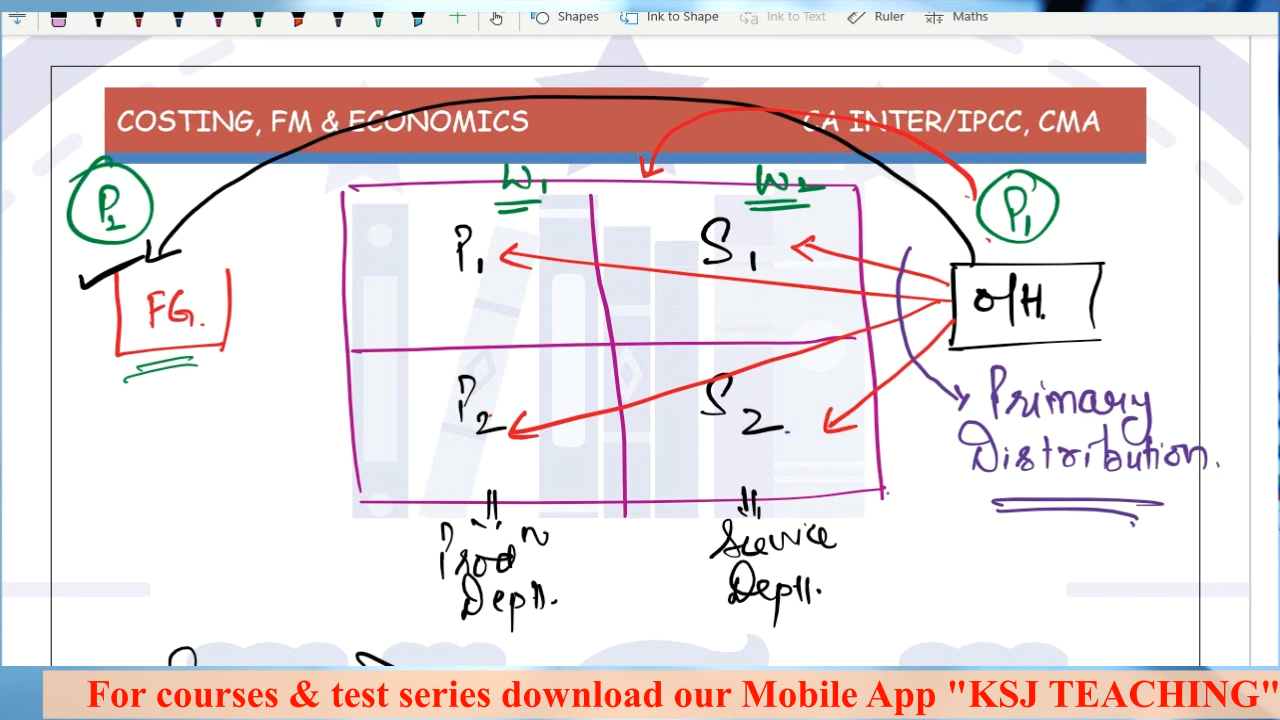 Shapes Ink to Shape Ink to Text Ruler Maths
COSTING, FM & ECONOMICS CA INTER/IPCC, CMA
W1 W2
P2 P1
P1 S1
FG. O/H.
P2 S2
Primary
Distribution.
Prodn Service
Deptt. Deptt.
For courses & test series download our Mobile App "KSJ TEACHING"